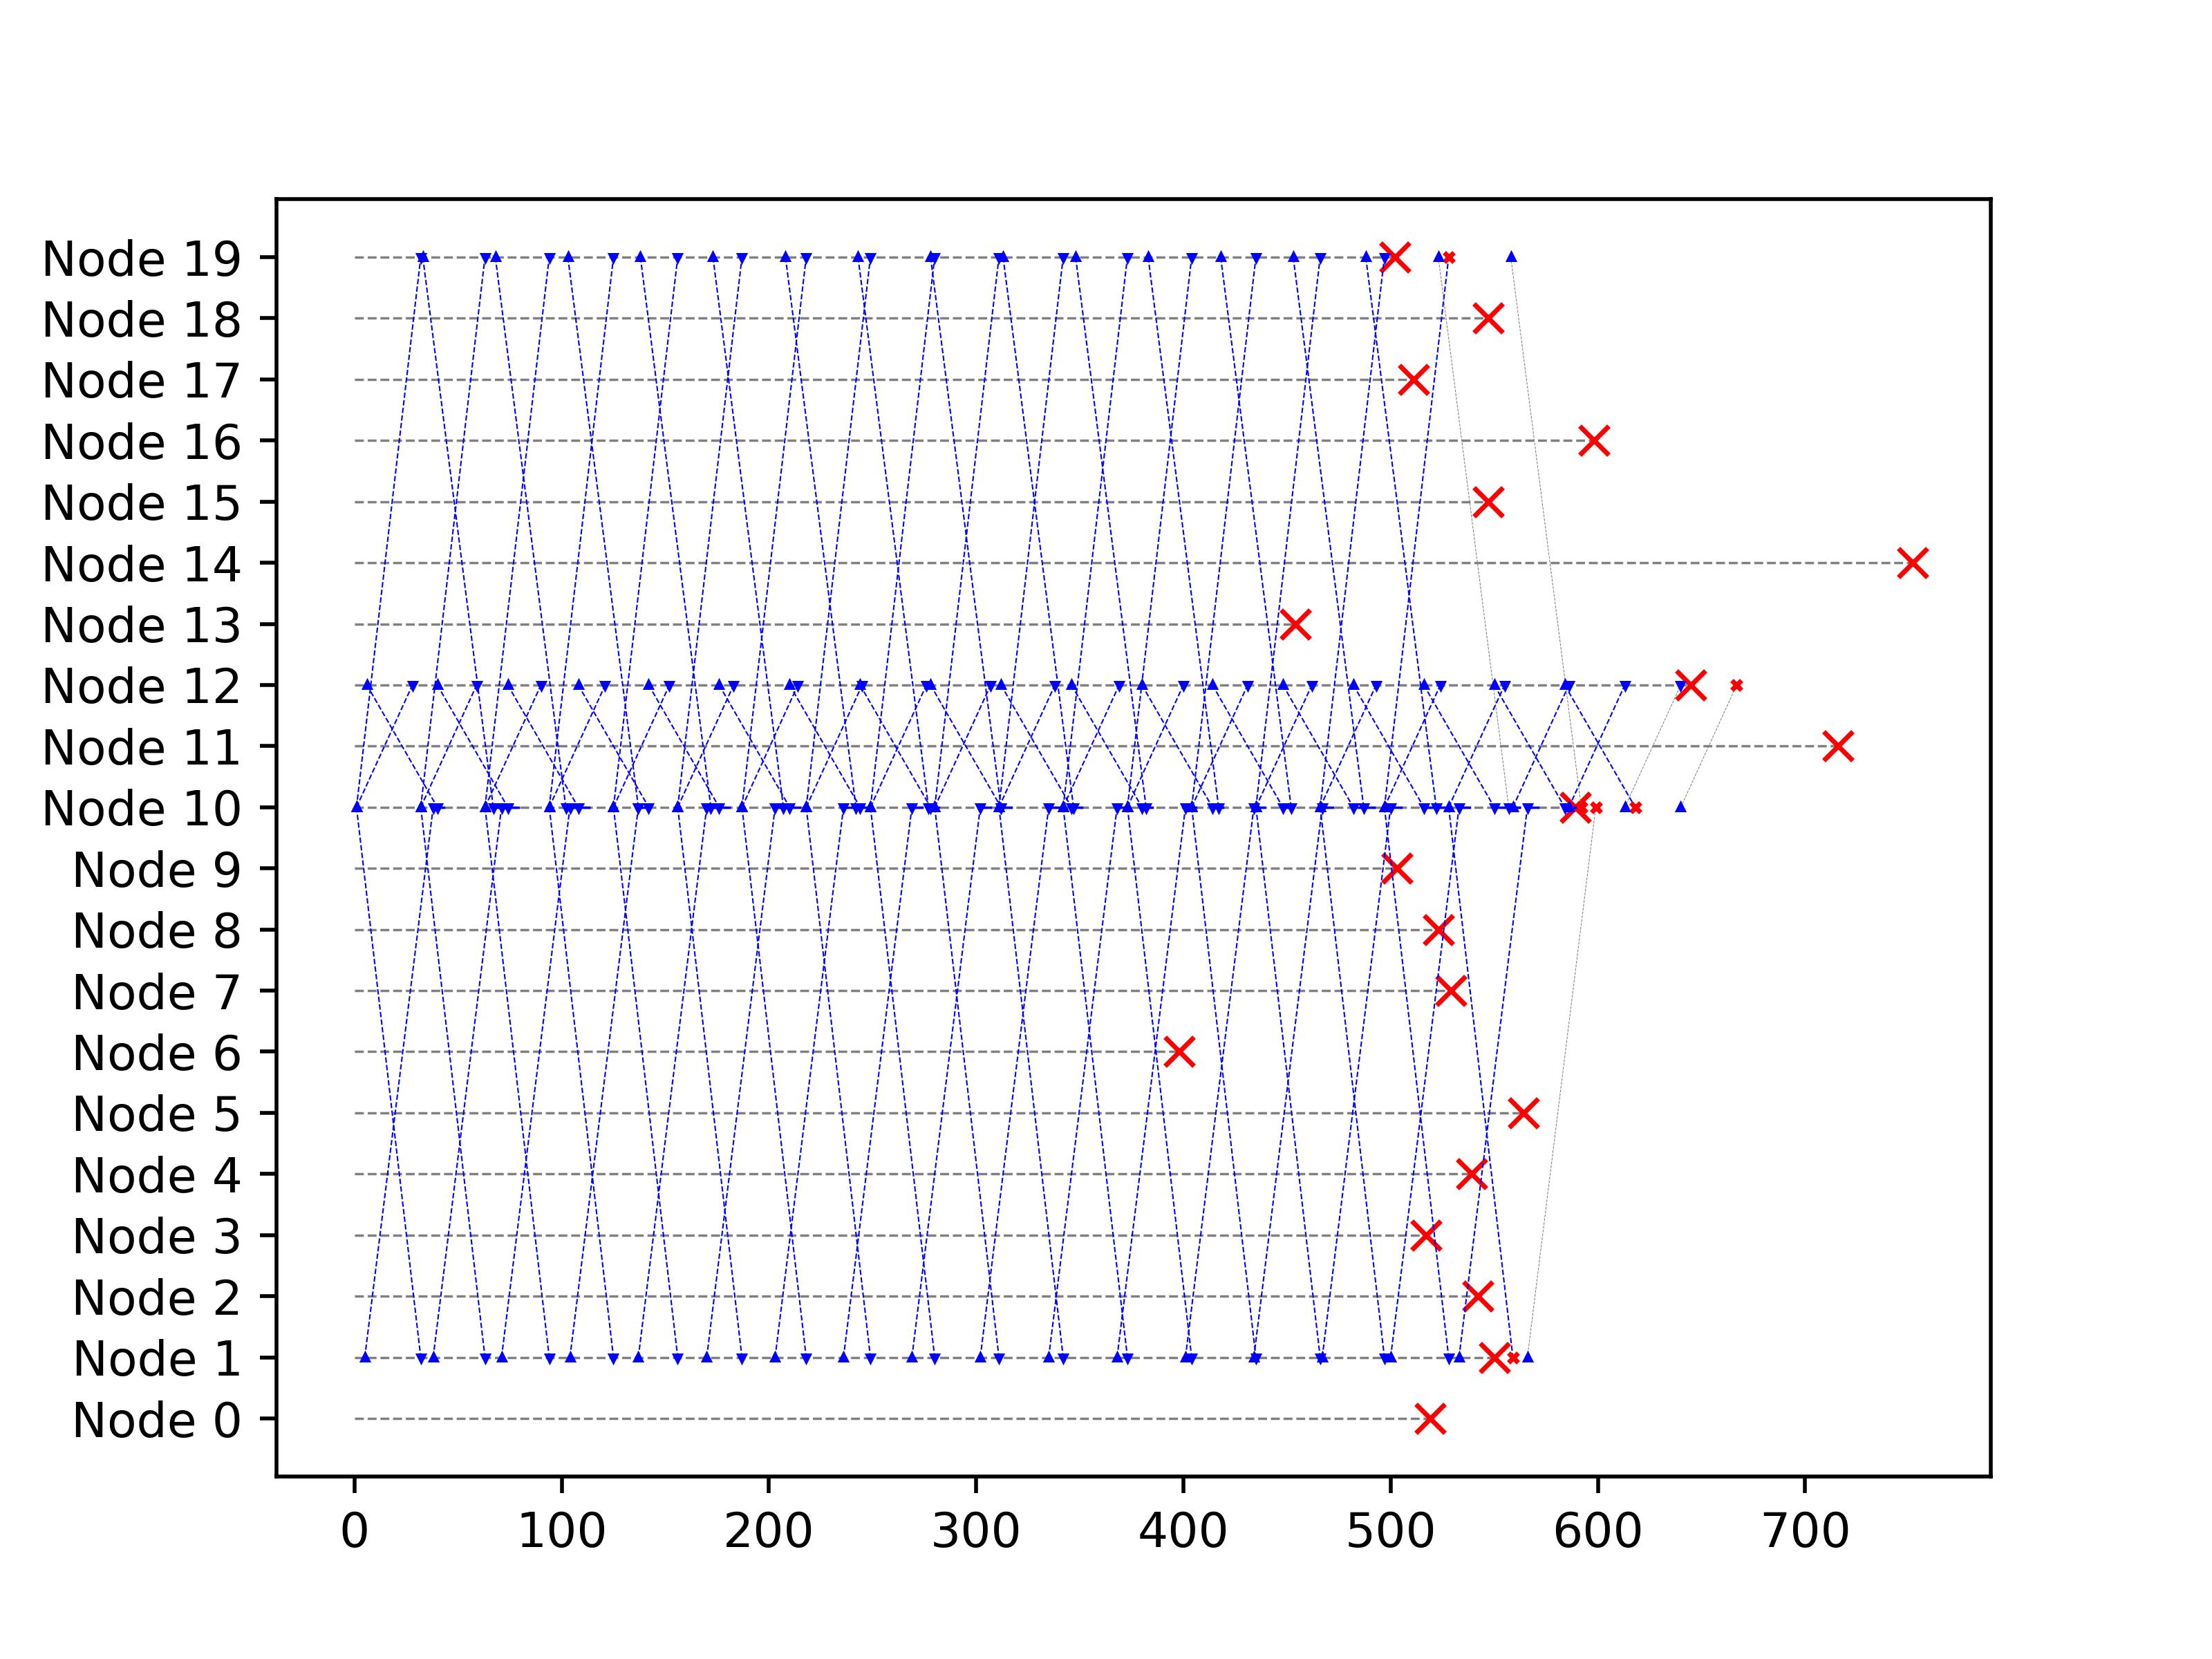 Node 19
Node 18
Node 17
Node 16
Node 15
Node 14
Node 13
Node 12
Node 11
Node 10
Node 9
Node 8
Node 7
Node 6
Node 5
Node 4
Node 3
Node 2
Node 1
Node 0
0 100 200 300 400 500 600 700